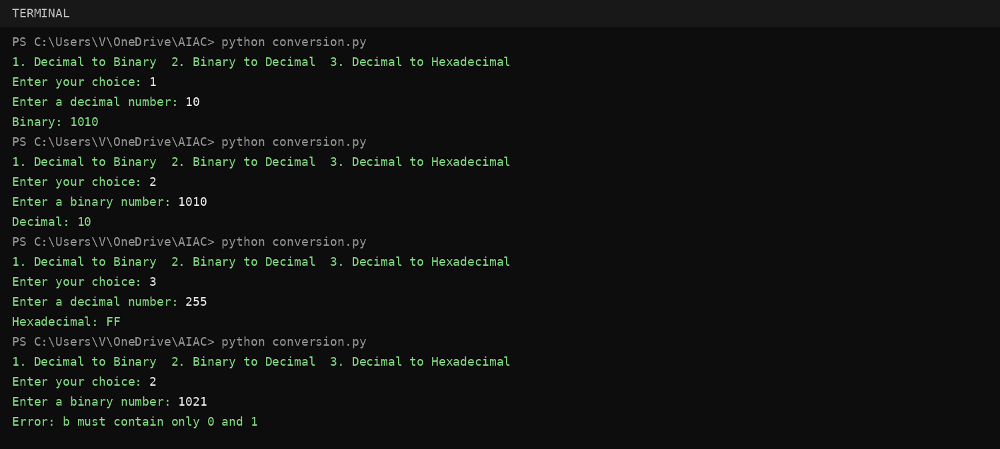 TERMINAL
PS C:\Users\V\OneDrive\AIAC> python conversion.py
1. Decimal to Binary  2. Binary to Decimal  3. Decimal to Hexadecimal
Enter your choice: 1
Enter a decimal number: 10
Binary: 1010
PS C:\Users\V\OneDrive\AIAC> python conversion.py
1. Decimal to Binary  2. Binary to Decimal  3. Decimal to Hexadecimal
Enter your choice: 2
Enter a binary number: 1010
Decimal: 10
PS C:\Users\V\OneDrive\AIAC> python conversion.py
1. Decimal to Binary  2. Binary to Decimal  3. Decimal to Hexadecimal
Enter your choice: 3
Enter a decimal number: 255
Hexadecimal: FF
PS C:\Users\V\OneDrive\AIAC> python conversion.py
1. Decimal to Binary  2. Binary to Decimal  3. Decimal to Hexadecimal
Enter your choice: 2
Enter a binary number: 1021
Error: b must contain only 0 and 1